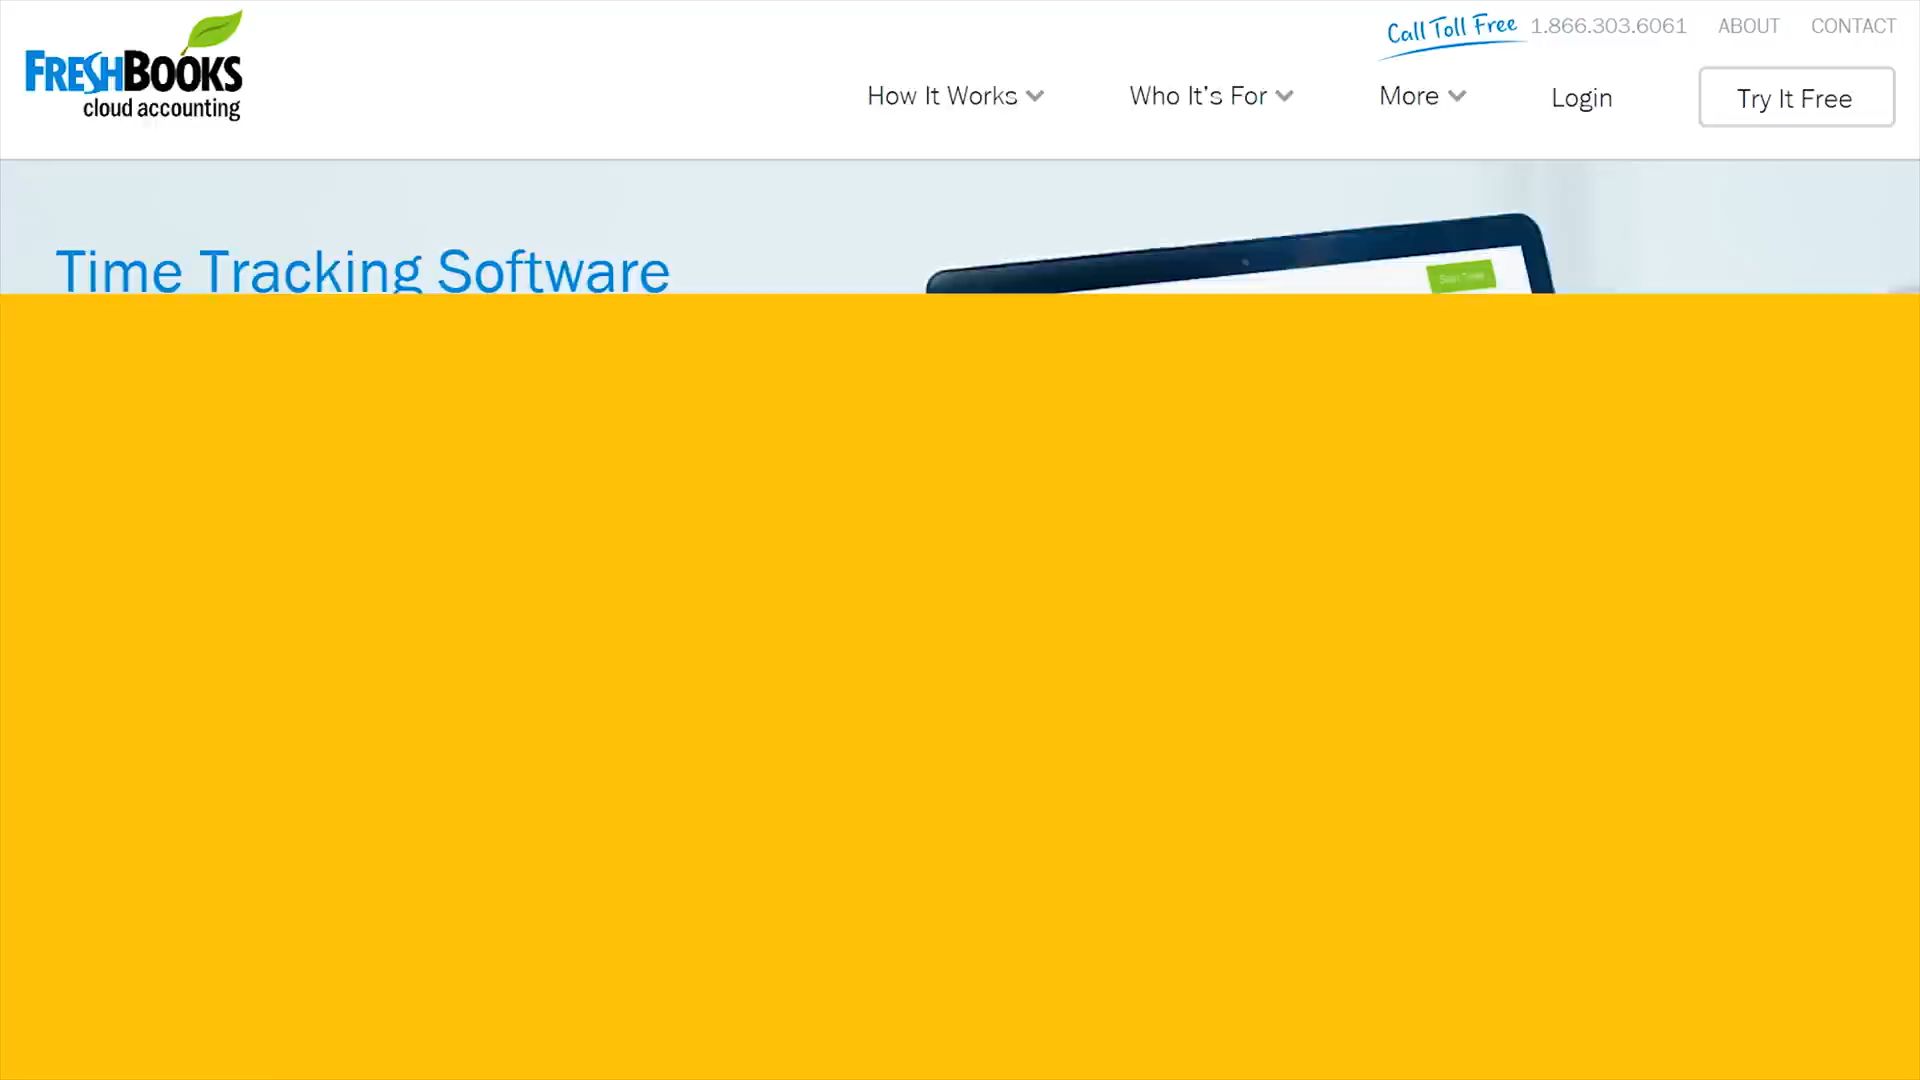 Call Toll Free 1.866.303.6061 ABOUT CONTACT
FRESHBOOKS
cloud accounting
How It Works Who It's For More Login Try It Free
Time Tracking Software